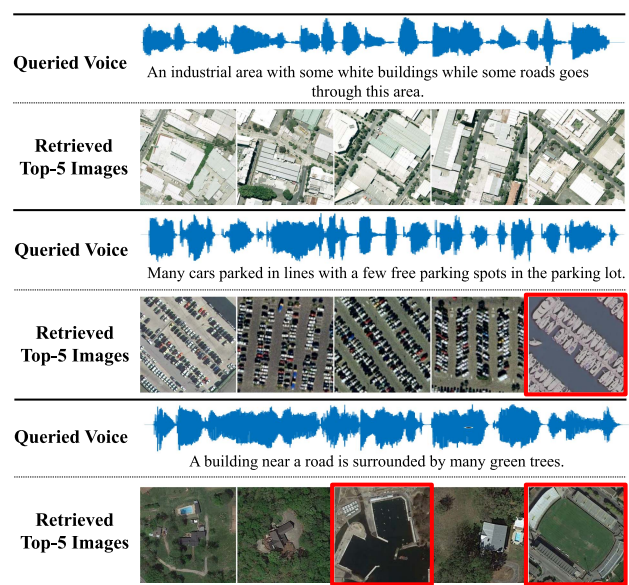 Queried Voice
An industrial area with some white buildings while some roads goes
through this area.
Retrieved
Top-5 Images
Queried Voice
Many cars parked in lines with a few free parking spots in the parking lot.
Retrieved
Top-5 Images
Queried Voice
A building near a road is surrounded by many green trees.
Retrieved
Top-5 Images